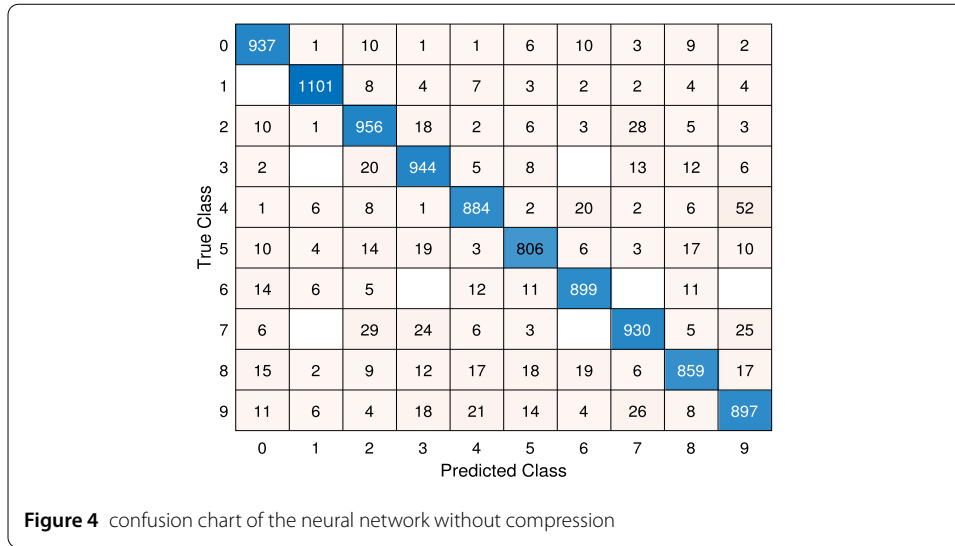 0 937 1 10 1 1 6 10 3 9 2
1 1101 8 4 7 3 2 2 4 4
2 10 1 956 18 2 6 3 28 5 3
3 2 20 944 5 8 13 12 6
4 1 6 8 1 884 2 20 2 6 52
5 10 4 14 19 3 806 6 3 17 10
6 14 6 5 12 11 899 11
7 6 29 24 6 3 930 5 25
8 15 2 9 12 17 18 19 6 859 17
9 11 6 4 18 21 14 4 26 8 897
True Class
0 1 2 3 4 5 6 7 8 9
Predicted Class
Figure 4 confusion chart of the neural network without compression